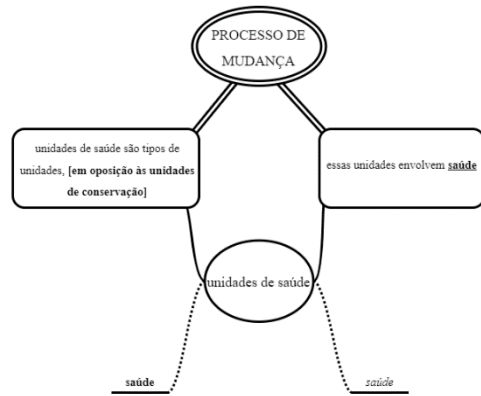 PROCESSO DE
MUDANÇA
unidades de saúde são tipos de
unidades, [em oposição às unidades
de conservação]
essas unidades envolvem saúde
unidades de saúde
saúde
saúde